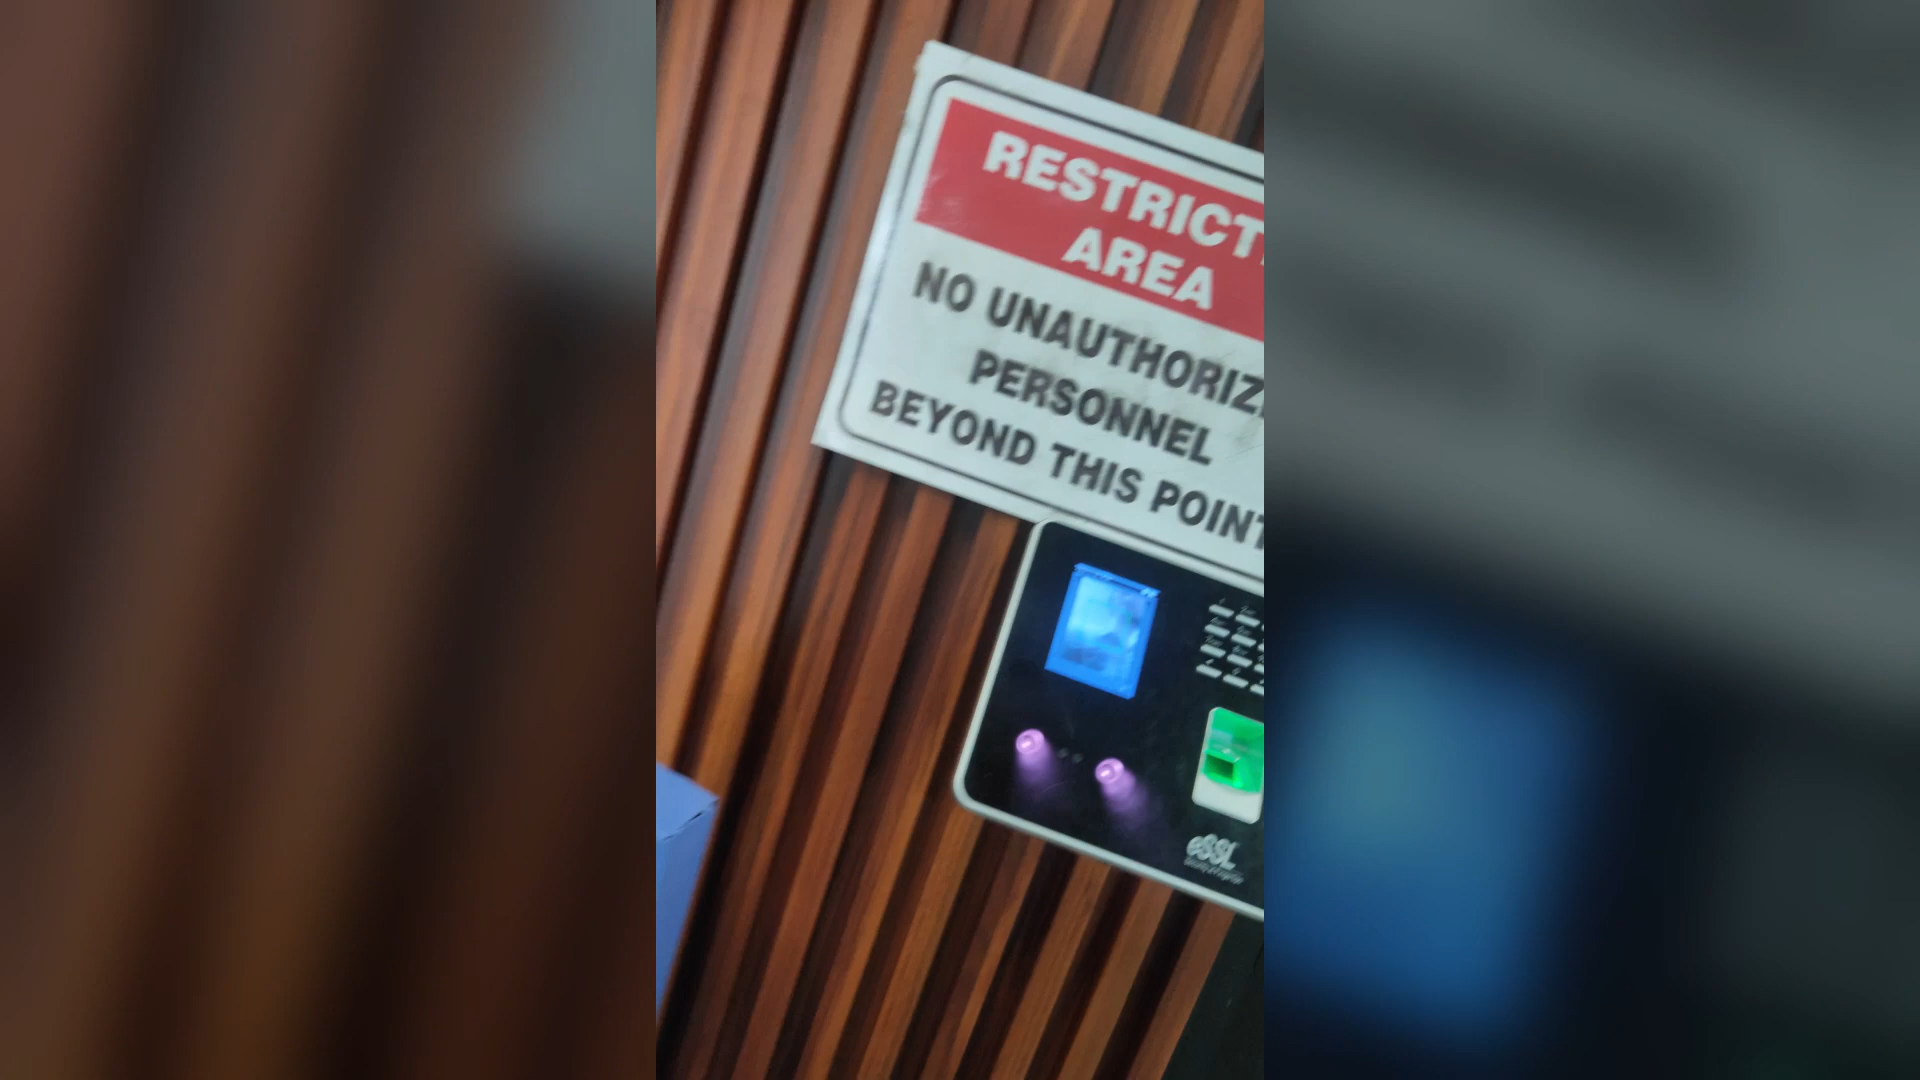 RESTRICT
AREA
NO UNAUTHORIZ
PERSONNEL
BEYOND THIS POINT
eSSL